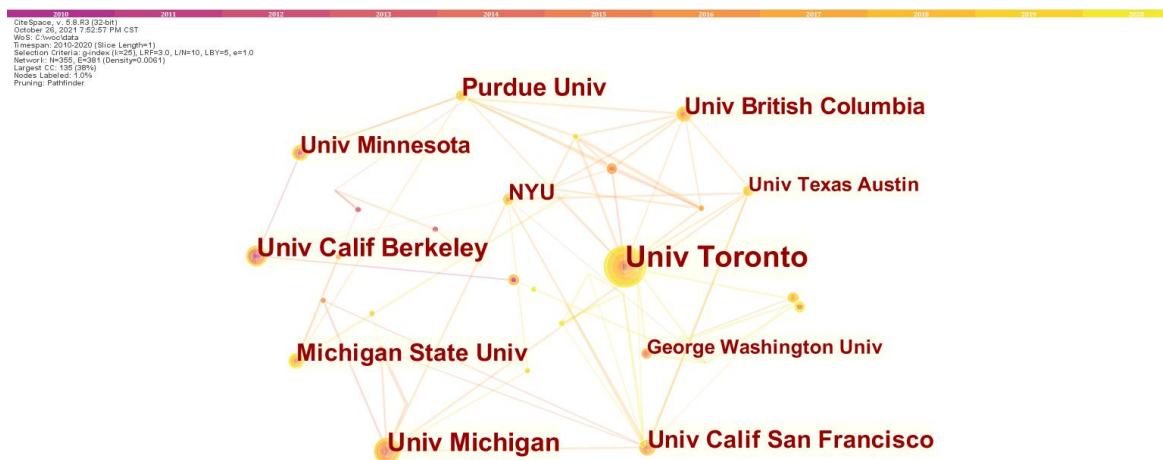 2010 2011 2012 2013 2014 2015 2016 2017 2018 2019 2020
CiteSpace, v. 5.8.R3 (32-bit)
October 26, 2021 7:52:57 PM CST
WoS: C:\woo\data
Timespan: 2010-2020 (Slice Length=1)
Selection Criteria: g-index (k=25), LRF=3.0, L/N=10, LBY=5, e=1.0
Network: N=355, E=381 (Density=0.0061)
Largest CC: 135 (38%)
Nodes Labeled: 1.0%
Pruning: Pathfinder
Purdue Univ
Univ British Columbia
Univ Minnesota
Univ Texas Austin
NYU
Univ Calif Berkeley
Univ Toronto
Michigan State Univ
George Washington Univ
Univ Michigan
Univ Calif San Francisco